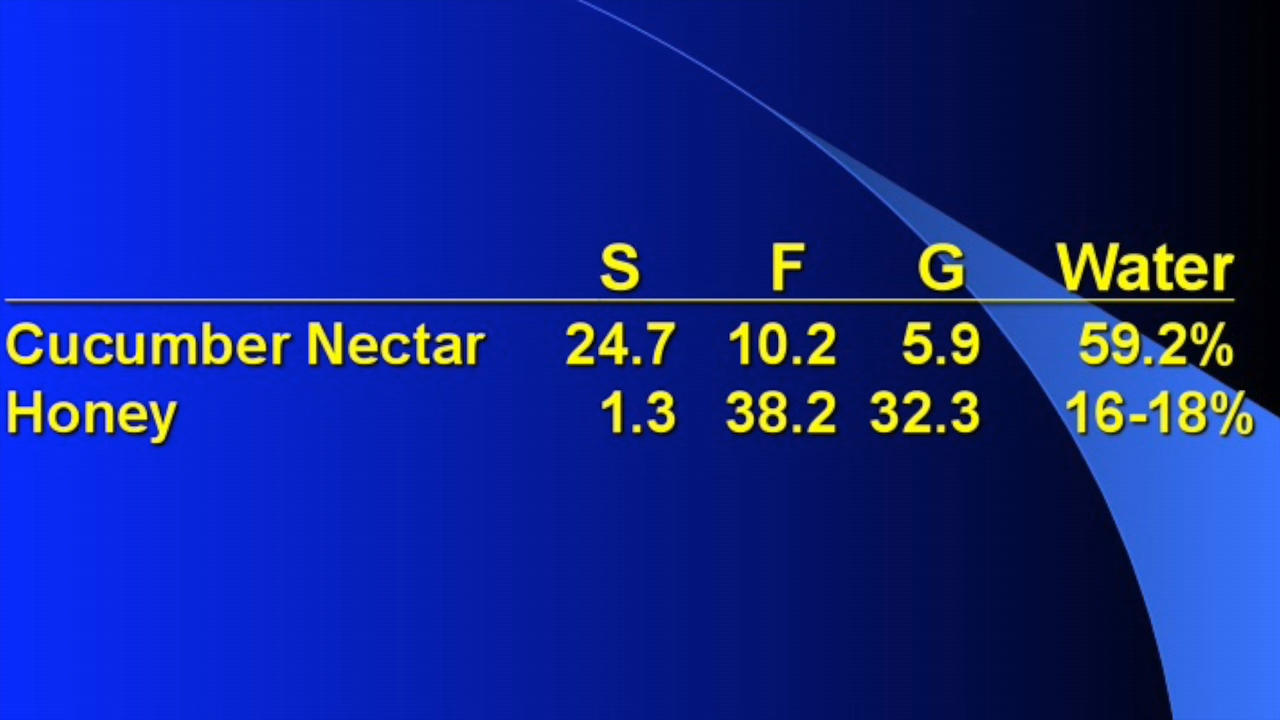 S F G Water
Cucumber Nectar 24.7 10.2 5.9 59.2%
Honey 1.3 38.2 32.3 16-18%